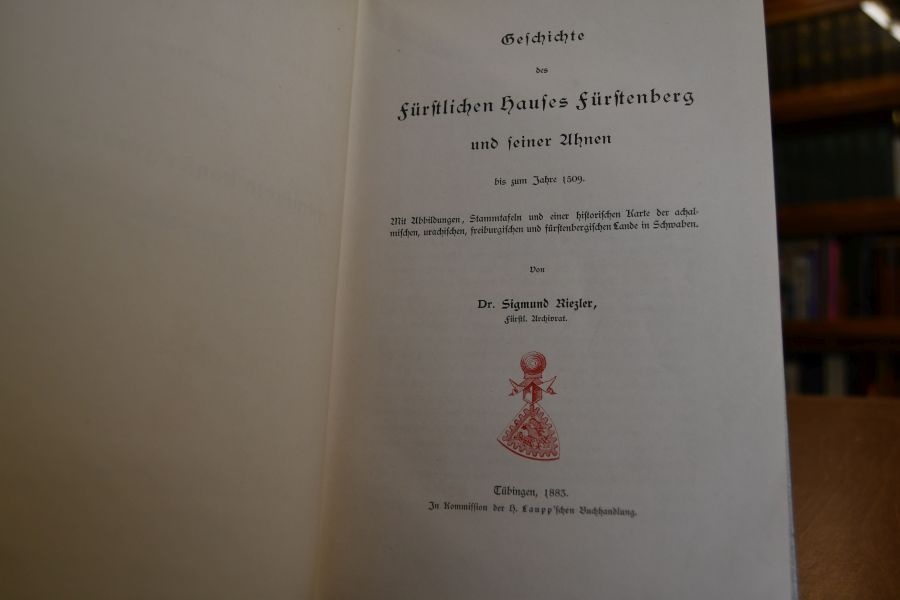 Geſchichte
des
Fürſtlichen Hauſes Fürſtenberg
und ſeiner Ahnen
bis zum Jahre 1509.
Mit Abbildungen, Stammtafeln und einer hiſtoriſchen Karte der achal-
miſchen, urachiſchen, freiburgiſchen und fürſtenbergiſchen Lande in Schwaben.
Von
Dr. Sigmund Riezler,
Fürſtl. Archivrat.
Tübingen, 1883.
In Kommiſſion der H. Laupp'ſchen Buchhandlung.